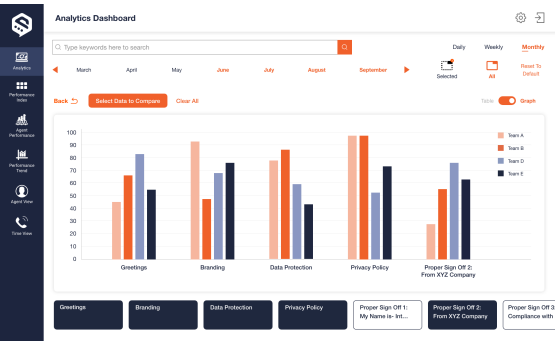 Analytics Dashboard
Type keywords here to search
Daily Weekly Monthly
March April May June July August September
Selected All Reset To
Default
Analytics
Performance
Index
Agent
Performance
Performance
Trend
Agent View
Time View
Back Select Data to Compare Clear All
Table Graph
100
90
80
70
60
50
40
30
20
10
0
Team A
Team B
Team D
Team E
Greetings Branding Data Protection Privacy Policy Proper Sign Off 2:
From XYZ Company
Greetings
Branding
Data Protection
Privacy Policy
Proper Sign Off 1:
My Name is- Int...
Proper Sign Off 2:
From XYZ Company
Proper Sign Off 3
Compliance with